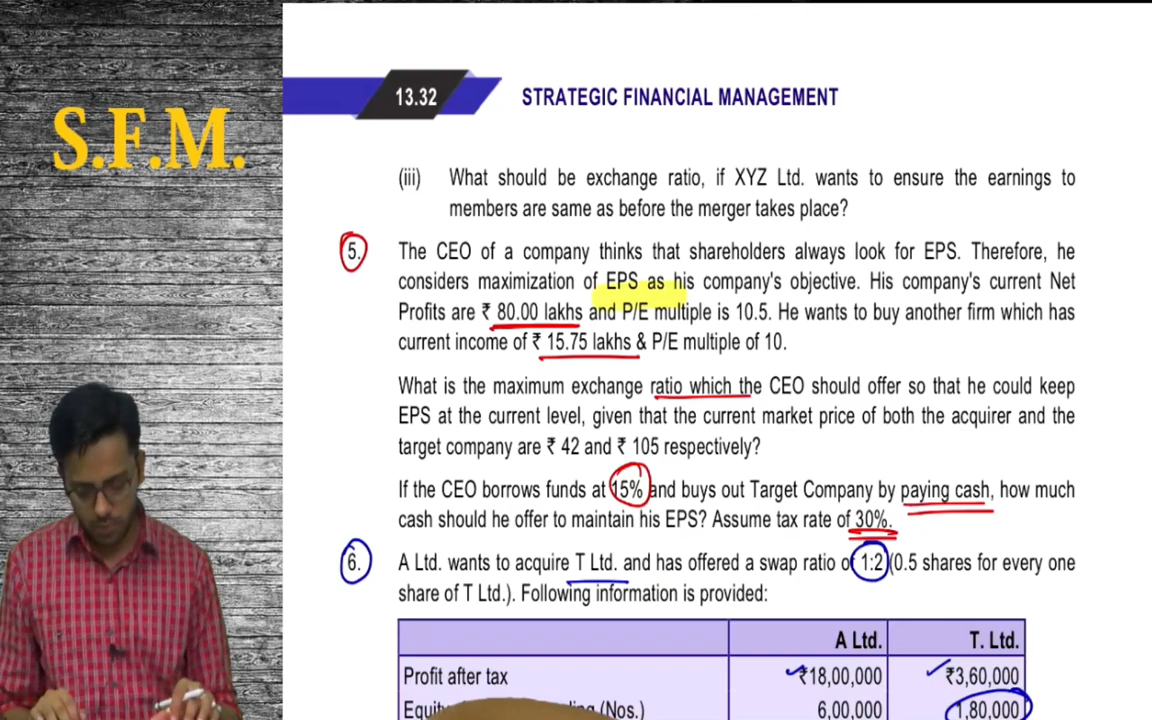 S.F.M.
13.32 STRATEGIC FINANCIAL MANAGEMENT
(iii) What should be exchange ratio, if XYZ Ltd. wants to ensure the earnings to
members are same as before the merger takes place?
5. The CEO of a company thinks that shareholders always look for EPS. Therefore, he
considers maximization of EPS as his company's objective. His company's current Net
Profits are ₹ 80.00 lakhs and P/E multiple is 10.5. He wants to buy another firm which has
current income of ₹ 15.75 lakhs & P/E multiple of 10.
What is the maximum exchange ratio which the CEO should offer so that he could keep
EPS at the current level, given that the current market price of both the acquirer and the
target company are ₹ 42 and ₹ 105 respectively?
If the CEO borrows funds at 15% and buys out Target Company by paying cash, how much
cash should he offer to maintain his EPS? Assume tax rate of 30%.
6. A Ltd. wants to acquire T Ltd. and has offered a swap ratio of 1:2 (0.5 shares for every one
share of T Ltd.). Following information is provided:
A Ltd. T. Ltd.
Profit after tax ₹18,00,000 ₹3,60,000
(Nos.) 6,00,000 1,80,000